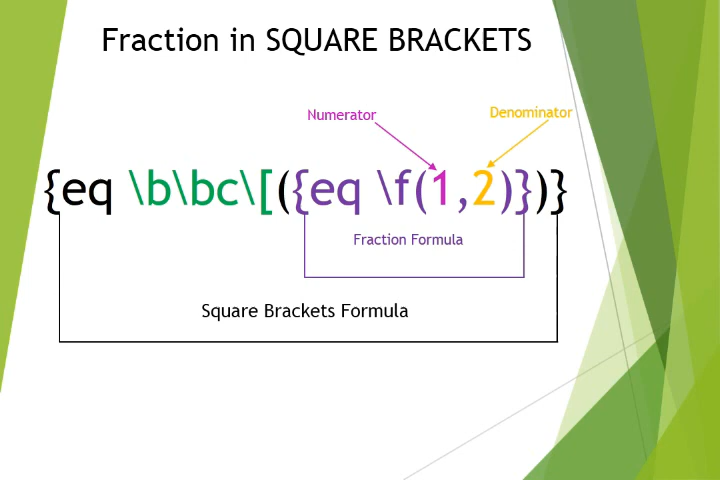 Fraction in SQUARE BRACKETS
Numerator
Denominator
{eq \b\bc\[({eq \f(1,2)})}
Fraction Formula
Square Brackets Formula